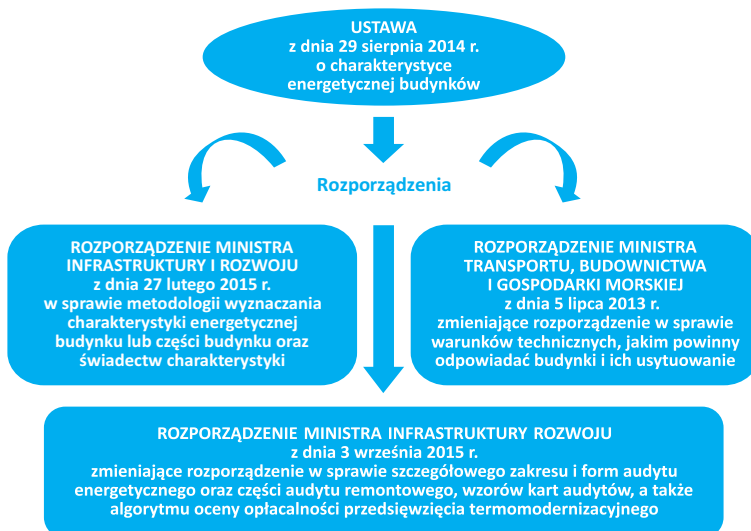 USTAWA
z dnia 29 sierpnia 2014 r.
o charakterystyce
energetycznej budynków
Rozporządzenia
ROZPORZĄDZENIE MINISTRA
INFRASTRUKTURY I ROZWOJU
z dnia 27 lutego 2015 r.
w sprawie metodologii wyznaczania
charakterystyki energetycznej
budynku lub części budynku oraz
świadectw charakterystyki
ROZPORZĄDZENIE MINISTRA
TRANSPORTU, BUDOWNICTWA
I GOSPODARKI MORSKIEJ
z dnia 5 lipca 2013 r.
zmieniające rozporządzenie w sprawie
warunków technicznych, jakim powinny
odpowiadać budynki i ich usytuowanie
ROZPORZĄDZENIE MINISTRA INFRASTRUKTURY ROZWOJU
z dnia 3 września 2015 r.
zmieniające rozporządzenie w sprawie szczegółowego zakresu i form audytu
energetycznego oraz części audytu remontowego, wzorów kart audytów, a także
algorytmu oceny opłacalności przedsięwzięcia termomodernizacyjnego